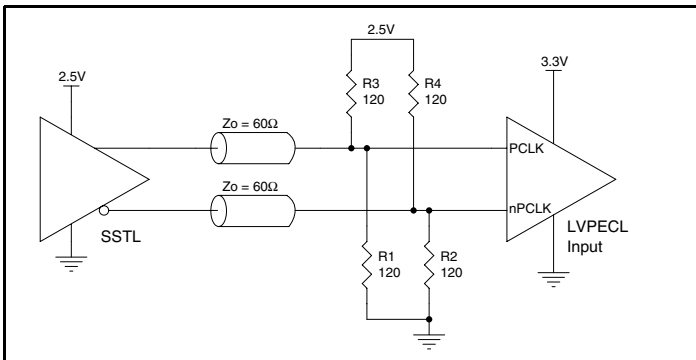 2.5V
2.5V
3.3V
R3
120
R4
120
Zo = 60Ω
PCLK
Zo = 60Ω
nPCLK
SSTL
LVPECL
Input
R1
120
R2
120